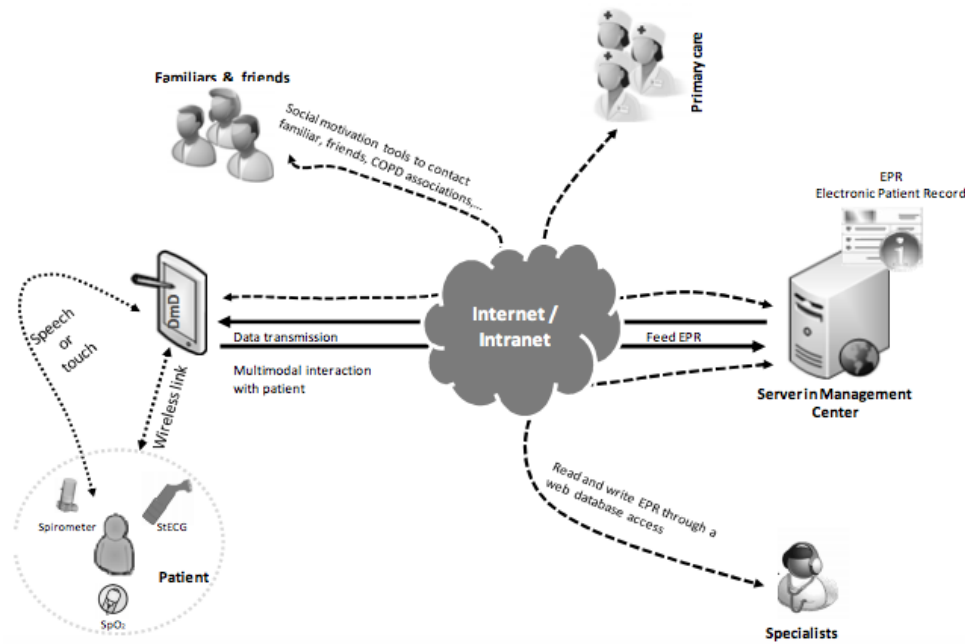 Familiars & friends
Primary care
Social motivation tools to contact
familiar, friends, COPD associations,...
EPR
Electronic Patient Record
i
DmD
Speech
or
touch
Internet /
Intranet
Data transmission
Feed EPR
Multimodal interaction
with patient
Wireless link
Server in Management
Center
Read and write EPR through a
web database access
Spirometer
StECG
Patient
SpO₂
Specialists